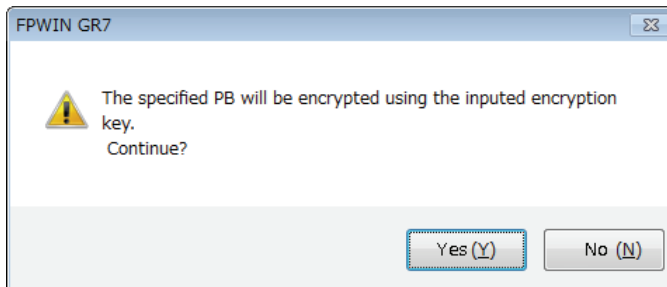 FPWIN GR7
The specified PB will be encrypted using the inputed encryption
key.
Continue?
Yes (Y)
No (N)